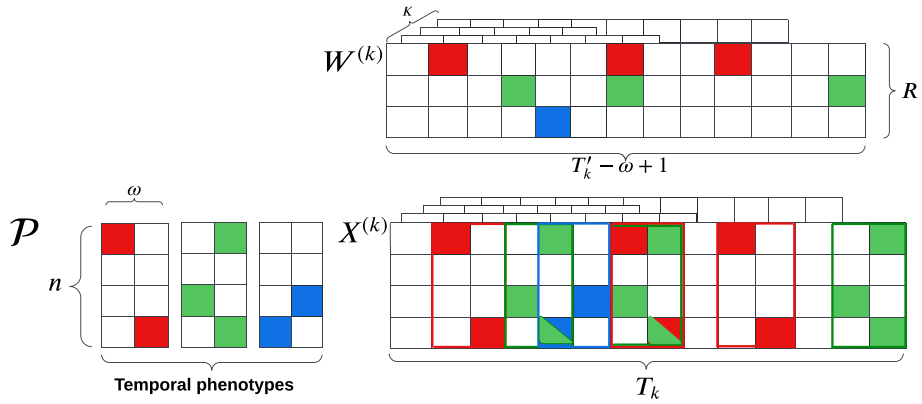 K
W^{(k)}
R
T'_k − ω + 1
ω
𝒫
X^{(k)}
n
Temporal phenotypes
T_k